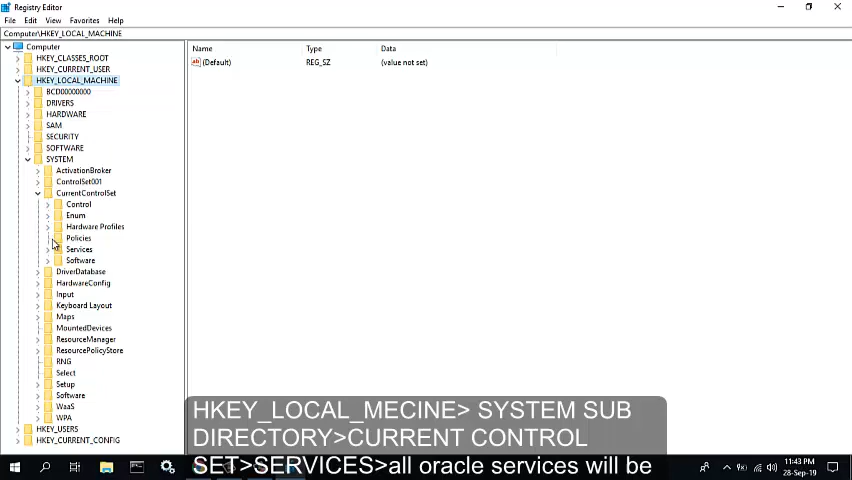 Registry Editor
File Edit View Favorites Help
Computer\HKEY_LOCAL_MACHINE
Computer
HKEY_CLASSES_ROOT
HKEY_CURRENT_USER
HKEY_LOCAL_MACHINE
BCD00000000
DRIVERS
HARDWARE
SAM
SECURITY
SOFTWARE
SYSTEM
ActivationBroker
ControlSet001
CurrentControlSet
Control
Enum
Hardware Profiles
Policies
Services
Software
DriverDatabase
HardwareConfig
Input
Keyboard Layout
Maps
MountedDevices
ResourceManager
ResourcePolicyStore
RNG
Select
Setup
Software
WaaS
WPA
HKEY_USERS
HKEY_CURRENT_CONFIG
Name Type Data
ab (Default) REG_SZ (value not set)
HKEY_LOCAL_MECINE> SYSTEM SUB
DIRECTORY>CURRENT CONTROL
SET>SERVICES>all oracle services will be
11:43 PM
28-Sep-19